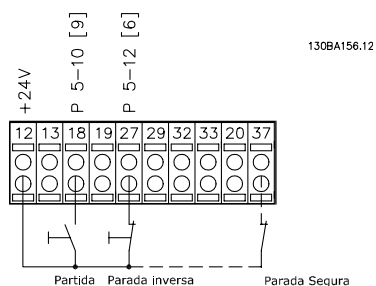 130BA156.12
+24V
P 5-10 [9]
P 5-12 [6]
12 13 18 19 27 29 32 33 20 37
Partida Parada inversa Parada Segura